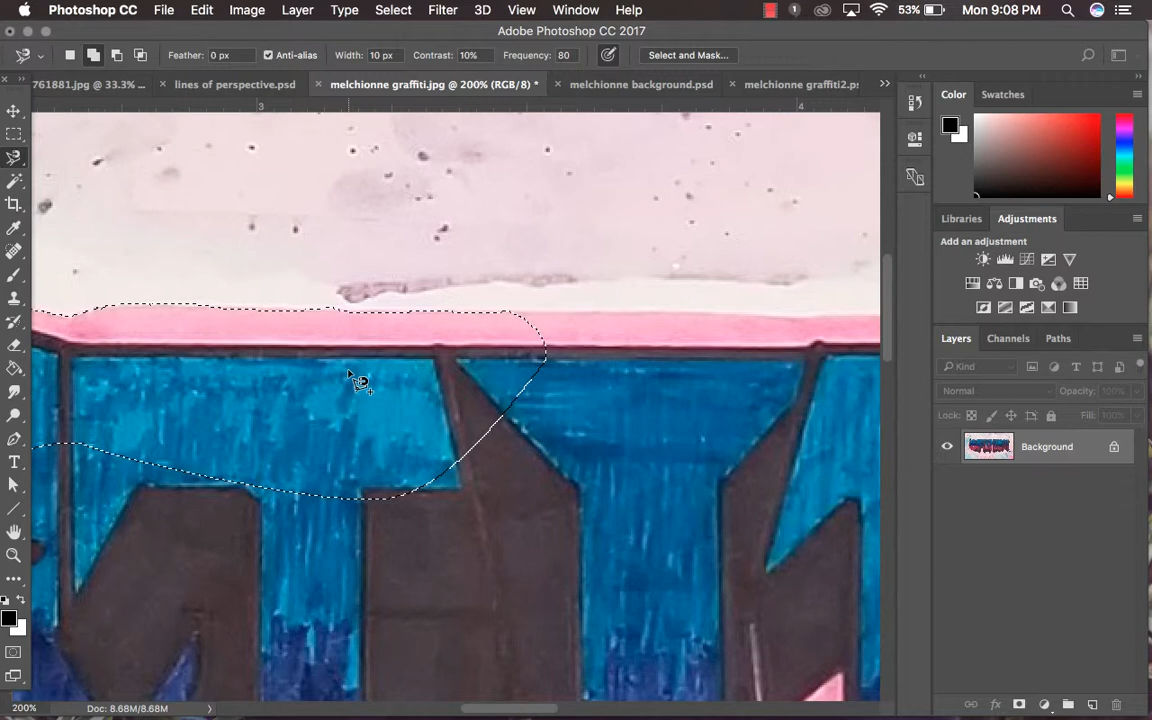 Photoshop CC File Edit Image Layer Type Select Filter 3D View Window Help 1 53% Mon 9:08 PM
Adobe Photoshop CC 2017
Feather: 0 px Anti-alias Width: 10 px Contrast: 10% Frequency: 80 Select and Mask...
761881.jpg @ 33.3% ... × lines of perspective.psd × melchionne graffiti.jpg @ 200% (RGB/8) * × melchionne background.psd × melchionne graffiti2.ps
3 4
Color Swatches
Libraries Adjustments
Add an adjustment
Layers Channels Paths
Kind
Normal Opacity: 100%
Lock: Fill: 100%
Background
200% Doc: 8.68M/8.68M